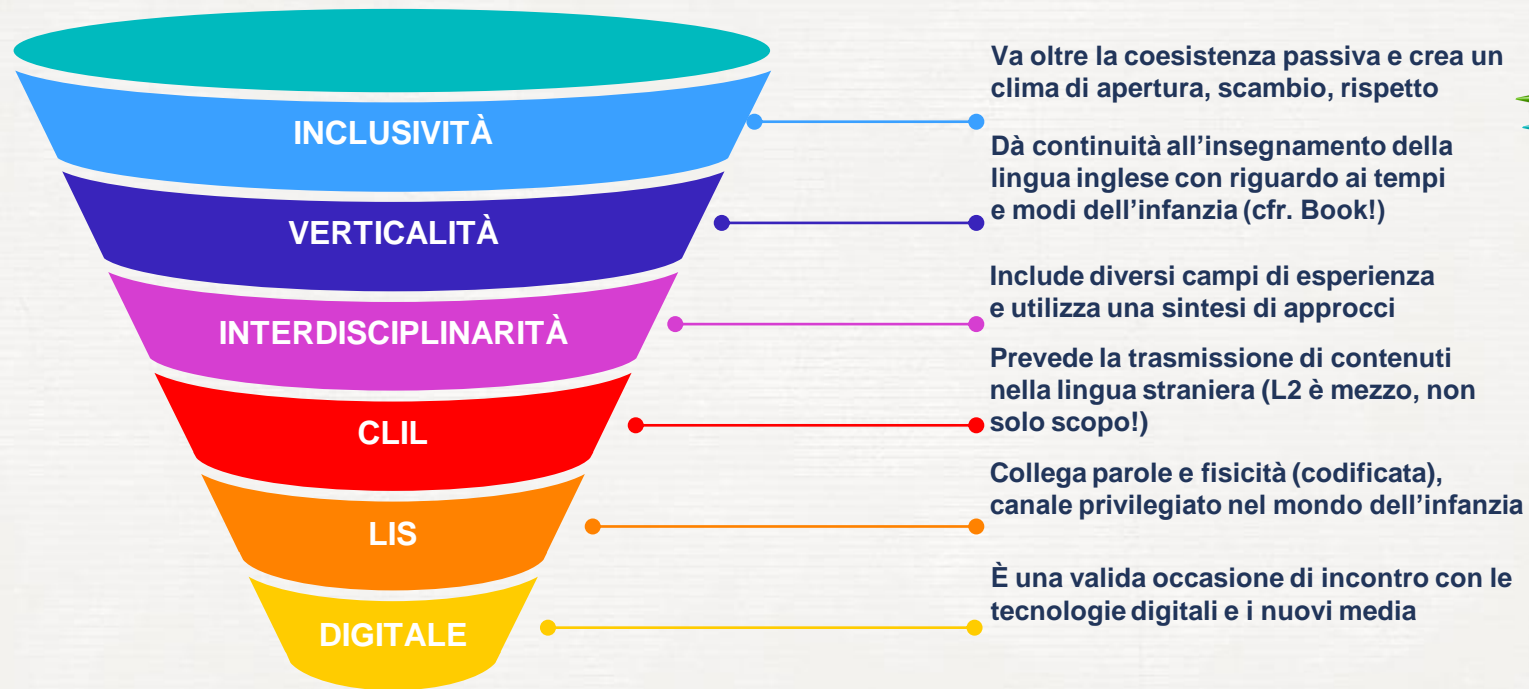 INCLUSIVITÀ
Va oltre la coesistenza passiva e crea un
clima di apertura, scambio, rispetto
VERTICALITÀ
Dà continuità all’insegnamento della
lingua inglese con riguardo ai tempi
e modi dell’infanzia (cfr. Book!)
INTERDISCIPLINARITÀ
Include diversi campi di esperienza
e utilizza una sintesi di approcci
CLIL
Prevede la trasmissione di contenuti
nella lingua straniera (L2 è mezzo, non
solo scopo!)
LIS
Collega parole e fisicità (codificata),
canale privilegiato nel mondo dell’infanzia
DIGITALE
È una valida occasione di incontro con le
tecnologie digitali e i nuovi media